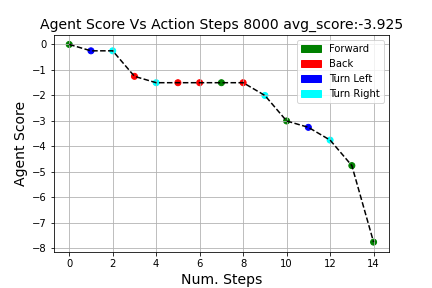 Agent Score Vs Action Steps 8000 avg_score:-3.925
Forward
Back
Turn Left
Turn Right
Agent Score
0
−1
−2
−3
−4
−5
−6
−7
−8
0 2 4 6 8 10 12 14
Num. Steps